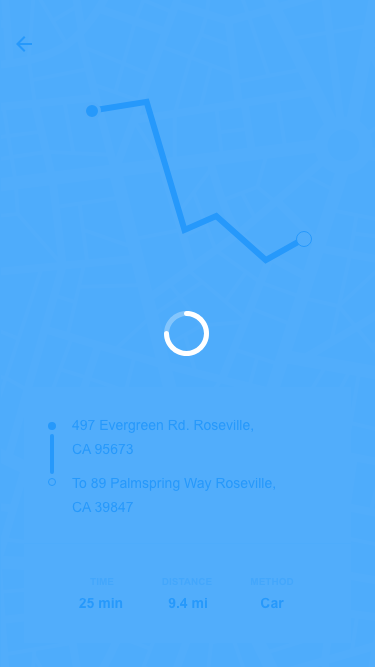 497 Evergreen Rd. Roseville,
CA 95673
To 89 Palmspring Way Roseville,
CA 39847
TIME DISTANCE METHOD
25 min 9.4 mi Car